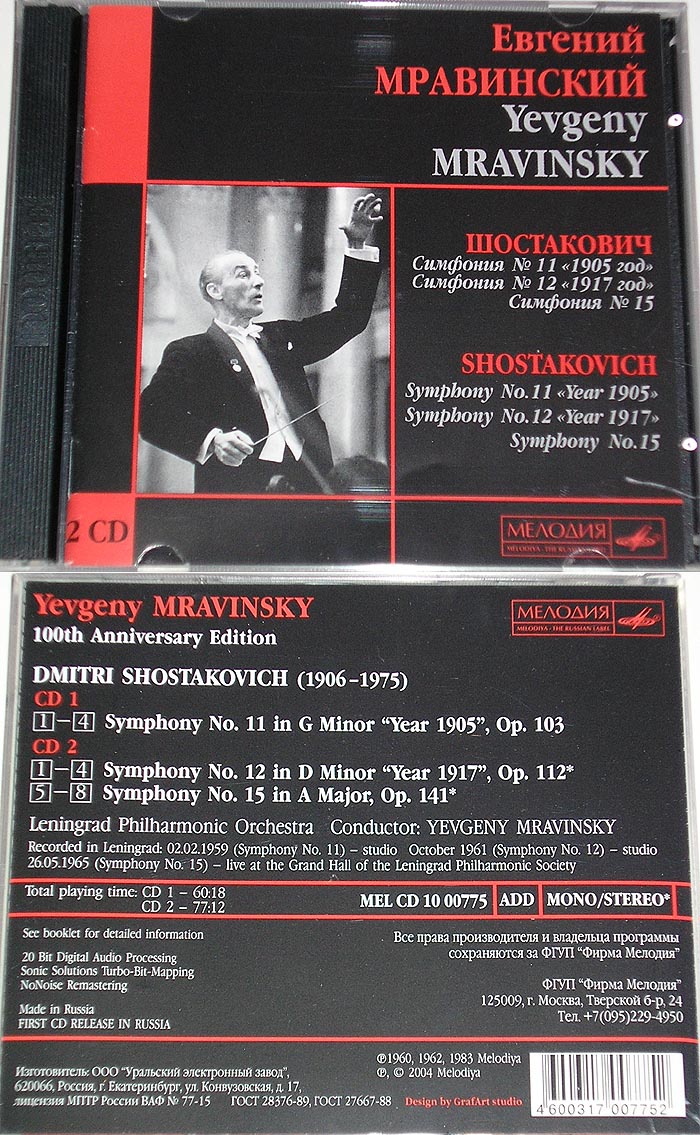 Евгений
МРАВИНСКИЙ
Yevgeny
MRAVINSKY
ШОСТАКОВИЧ
Симфония № 11 «1905 год»
Симфония № 12 «1917 год»
Симфония № 15
SHOSTAKOVICH
Symphony No.11 «Year 1905»
Symphony No.12 «Year 1917»
Symphony No.15
2 CD
МЕЛОДИЯ
MELODIYA - THE RUSSIAN LABEL
Yevgeny MRAVINSKY
100th Anniversary Edition
МЕЛОДИЯ
MELODIYA - THE RUSSIAN LABEL
DMITRI SHOSTAKOVICH (1906–1975)
CD 1
1–4 Symphony No. 11 in G Minor “Year 1905”, Op. 103
CD 2
1–4 Symphony No. 12 in D Minor “Year 1917”, Op. 112*
5–8 Symphony No. 15 in A Major, Op. 141*
Leningrad Philharmonic Orchestra Conductor: YEVGENY MRAVINSKY
Recorded in Leningrad: 02.02.1959 (Symphony No. 11) – studio October 1961 (Symphony No. 12) – studio
26.05.1965 (Symphony No. 15) – live at the Grand Hall of the Leningrad Philharmonic Society
Total playing time: CD 1 – 60:18
CD 2 – 77:12
MEL CD 10 00775 ADD MONO/STEREO*
See booklet for detailed information
20 Bit Digital Audio Processing
Sonic Solutions Turbo-Bit-Mapping
NoNoise Remastering
Made in Russia
FIRST CD RELEASE IN RUSSIA
Все права производителя и владельца программы
сохраняются за ФГУП “Фирма Мелодия”
ФГУП “Фирма Мелодия”
125009, г. Москва, Тверской б-р, 24
Тел. +7(095)229-4950
Изготовитель: ООО “Уральский электронный завод”,
620066, Россия, г. Екатеринбург, ул. Конвузовская, д. 17,
лицензия МПТР России ВАФ № 77-15 ГОСТ 28376-89, ГОСТ 27667-88
℗1960, 1962, 1983 Melodiya
℗, © 2004 Melodiya
Design by GrafArt studio
4 600317 007752